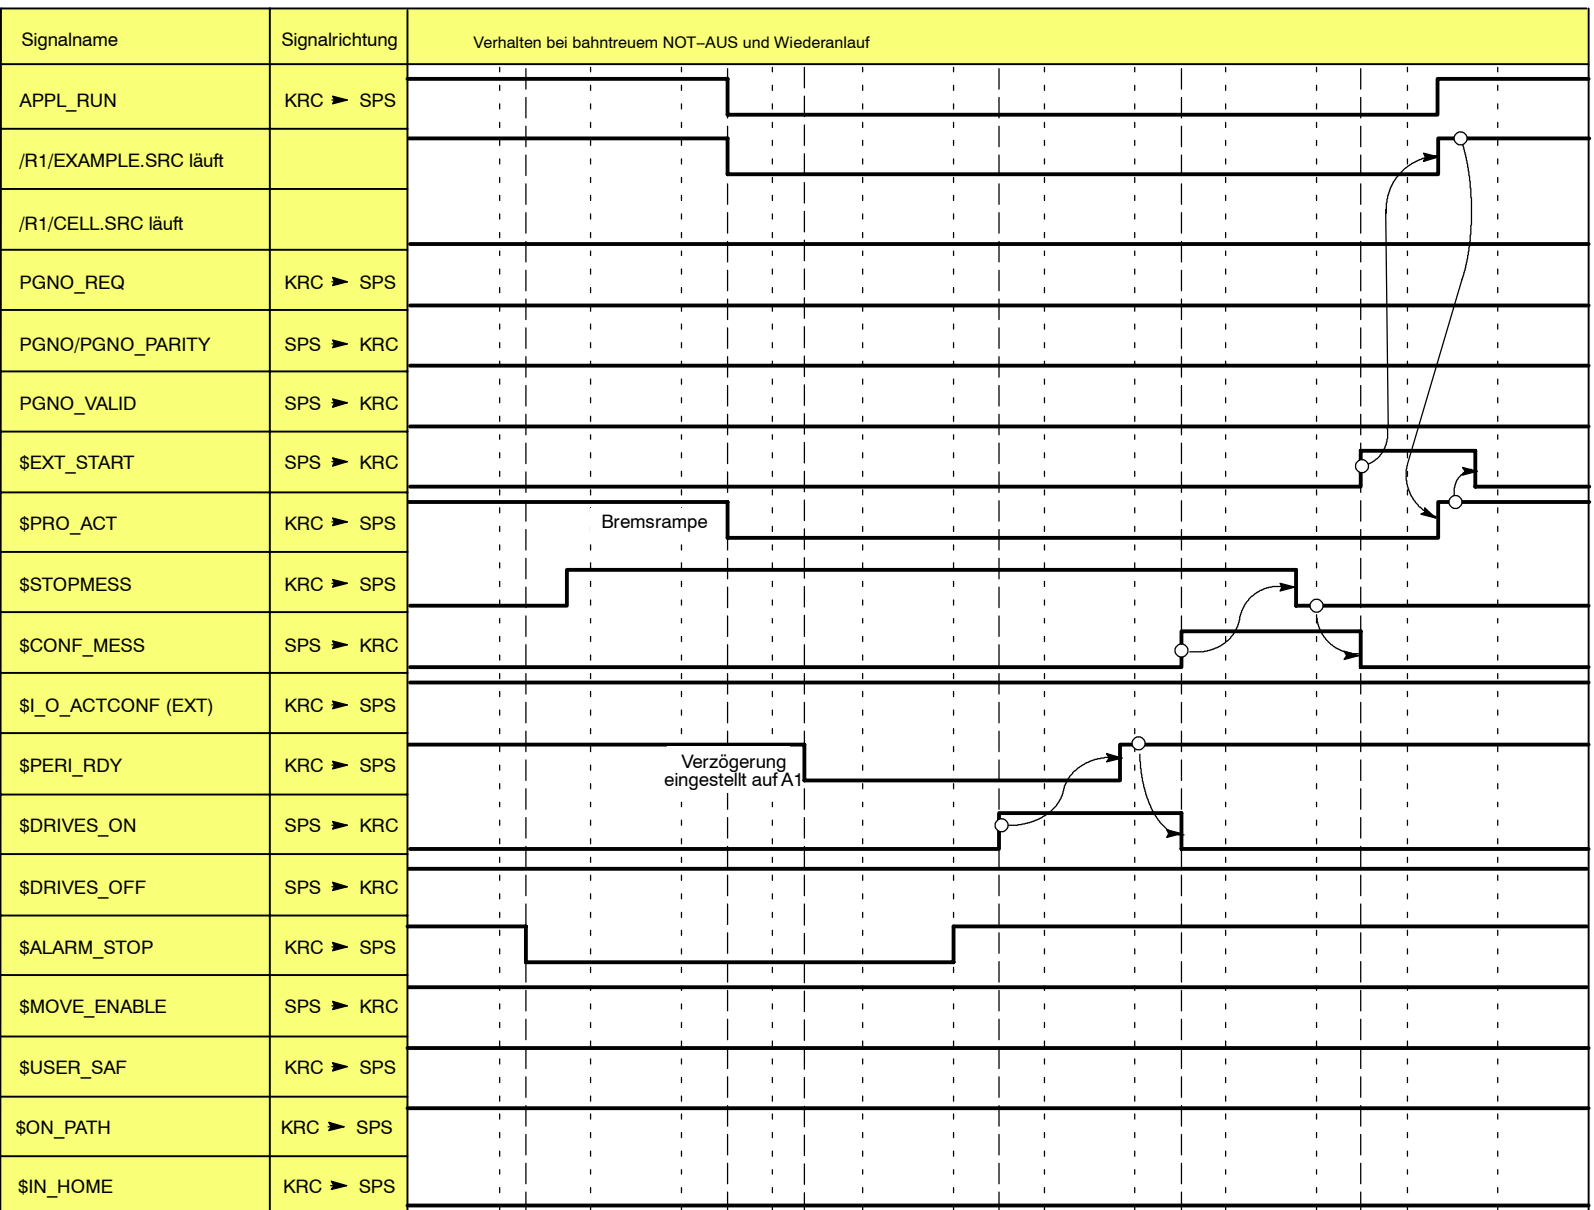 Signalname Signalrichtung Verhalten bei bahntreuem NOT–AUS und Wiederanlauf
APPL_RUN KRC ► SPS
/R1/EXAMPLE.SRC läuft
/R1/CELL.SRC läuft
PGNO_REQ KRC ► SPS
PGNO/PGNO_PARITY SPS ► KRC
PGNO_VALID SPS ► KRC
$EXT_START SPS ► KRC
$PRO_ACT KRC ► SPS Bremsrampe
$STOPMESS KRC ► SPS
$CONF_MESS SPS ► KRC
$I_O_ACTCONF (EXT) KRC ► SPS
$PERI_RDY KRC ► SPS Verzögerung
eingestellt auf A1
$DRIVES_ON SPS ► KRC
$DRIVES_OFF SPS ► KRC
$ALARM_STOP KRC ► SPS
$MOVE_ENABLE SPS ► KRC
$USER_SAF KRC ► SPS
$ON_PATH KRC ► SPS
$IN_HOME KRC ► SPS